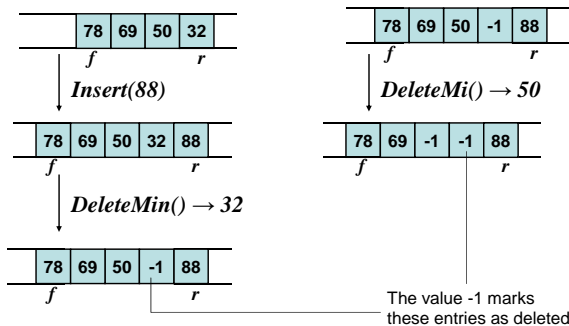 78 69 50 32
f r
Insert(88)
78 69 50 32 88
f r
DeleteMin() → 32
78 69 50 -1 88
f r
78 69 50 -1 88
f r
DeleteMi() → 50
78 69 -1 -1 88
f r
The value -1 marks
these entries as deleted